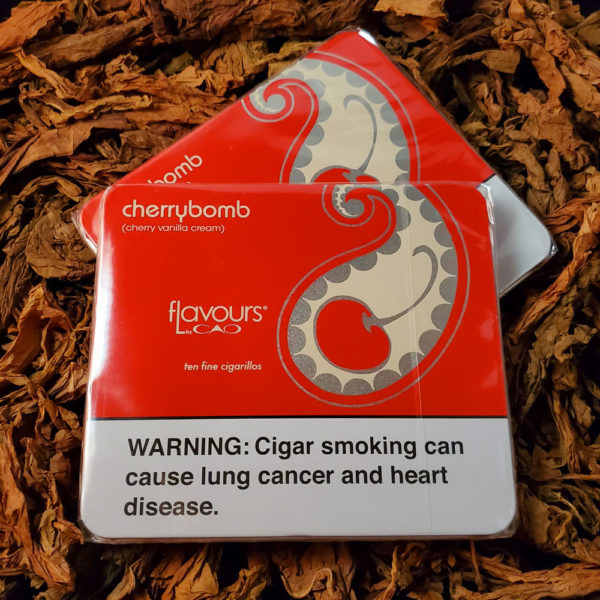 bomb
cherrybomb
(cherry vanilla cream)
fLavours®
by CAO
ten fine cigarillos
WARNING: Cigar smoking can
cause lung cancer and heart
disease.